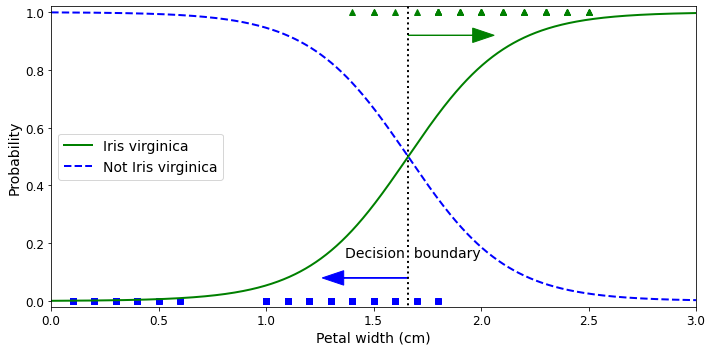 1.0
0.8
0.6
0.4
0.2
0.0
Probability
Iris virginica
Not Iris virginica
Decision boundary
0.0 0.5 1.0 1.5 2.0 2.5 3.0
Petal width (cm)